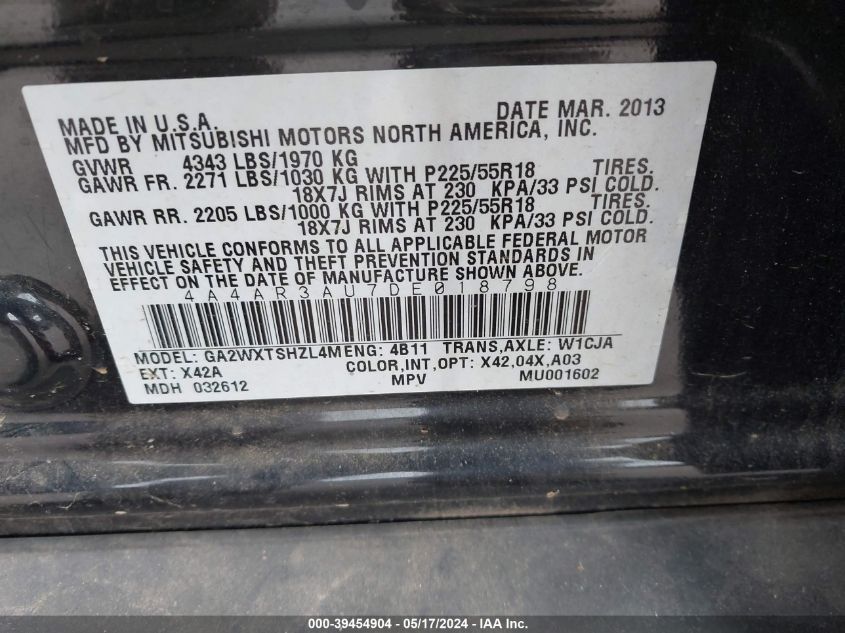 MADE IN U.S.A. DATE MAR. 2013
MFD BY MITSUBISHI MOTORS NORTH AMERICA, INC.
GVWR 4343 LBS/1970 KG
GAWR FR. 2271 LBS/1030 KG WITH P225/55R18 TIRES.
18X7J RIMS AT 230 KPA/33 PSI COLD.
GAWR RR. 2205 LBS/1000 KG WITH P225/55R18 TIRES.
18X7J RIMS AT 230 KPA/33 PSI COLD.
THIS VEHICLE CONFORMS TO ALL APPLICABLE FEDERAL MOTOR
VEHICLE SAFETY AND THEFT PREVENTION STANDARDS IN
EFFECT ON THE DATE OF MANUFACTURE SHOWN ABOVE.
4A4AR3AU7DE018798
MODEL: GA2WXTSHZL4M ENG: 4B11 TRANS,AXLE: W1CJA
EXT: X42A COLOR,INT,OPT: X42,04X,A03
MDH 032612 MPV MU001602
000-39454904 - 05/17/2024 - IAA Inc.